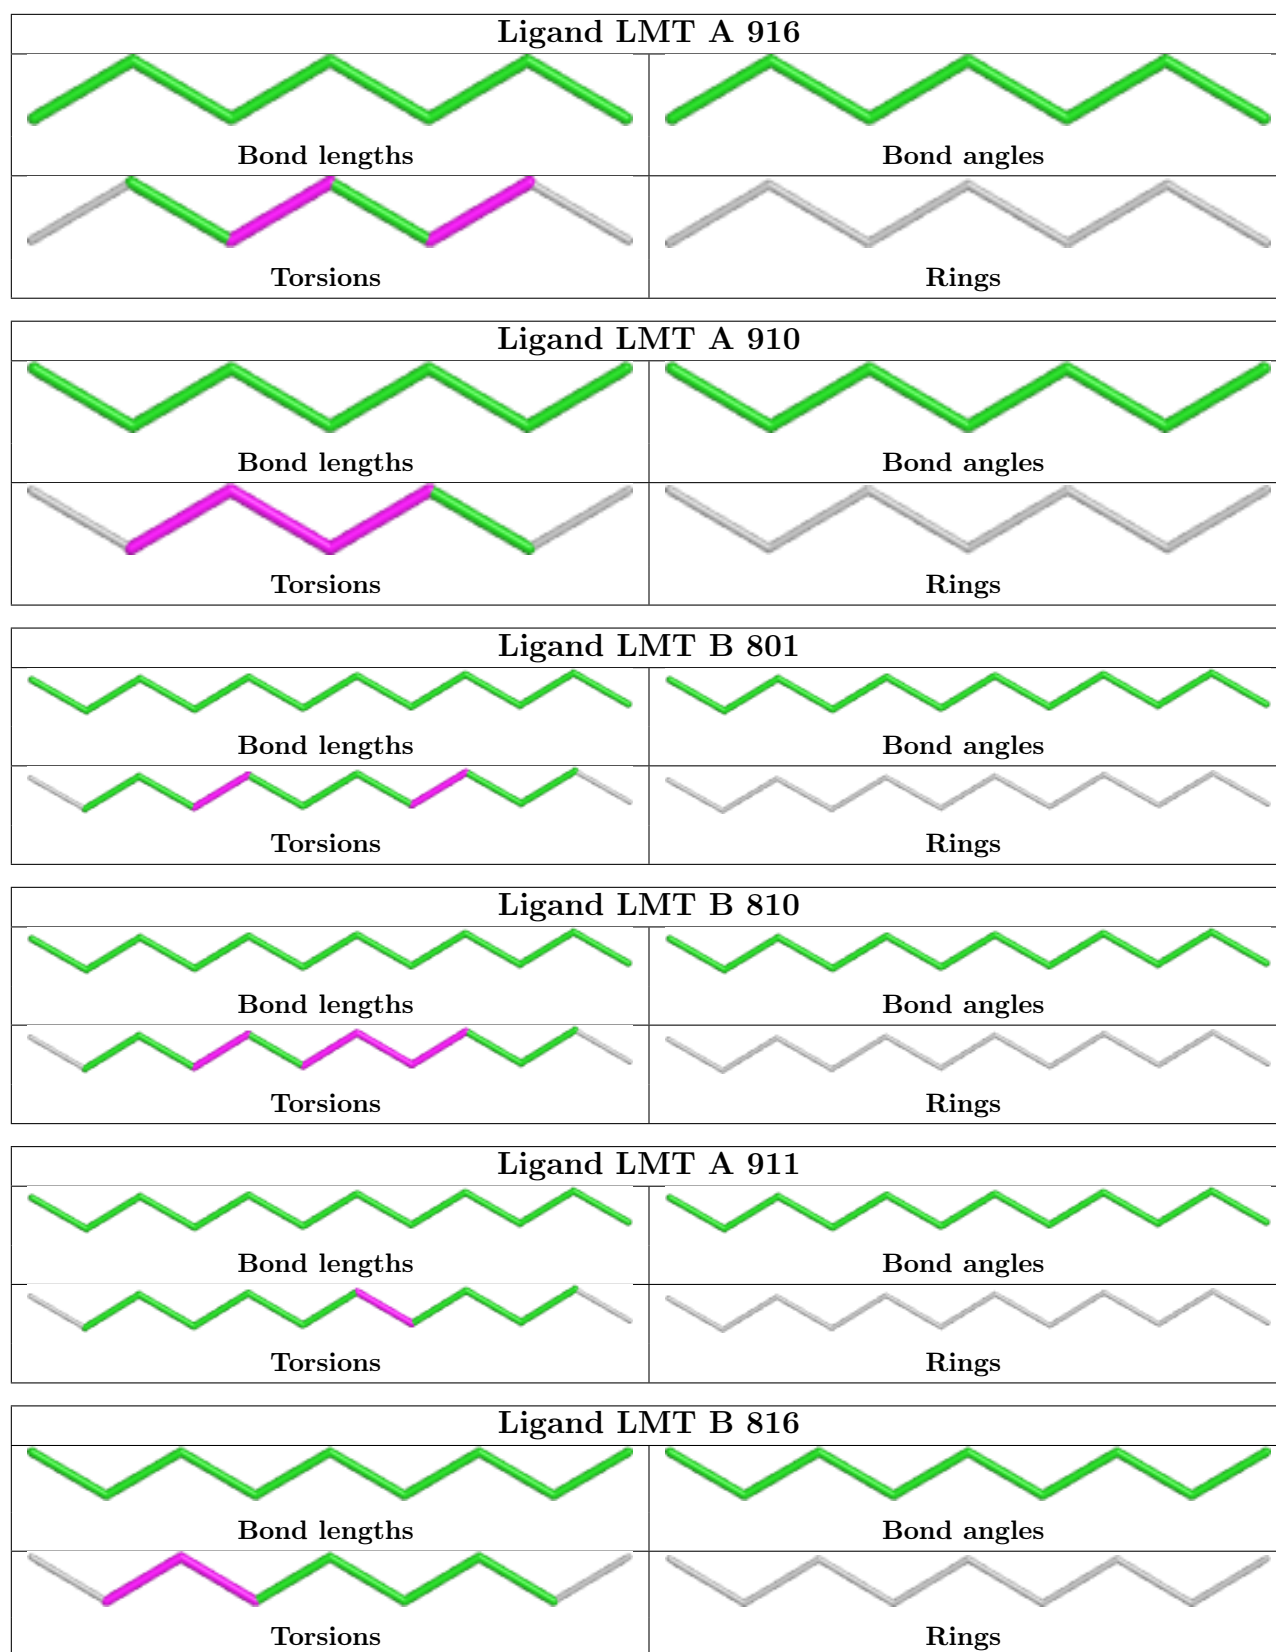 Ligand LMT A 916
Bond lengths
Bond angles
Torsions
Rings
Ligand LMT A 910
Bond lengths
Bond angles
Torsions
Rings
Ligand LMT B 801
Bond lengths
Bond angles
Torsions
Rings
Ligand LMT B 810
Bond lengths
Bond angles
Torsions
Rings
Ligand LMT A 911
Bond lengths
Bond angles
Torsions
Rings
Ligand LMT B 816
Bond lengths
Bond angles
Torsions
Rings